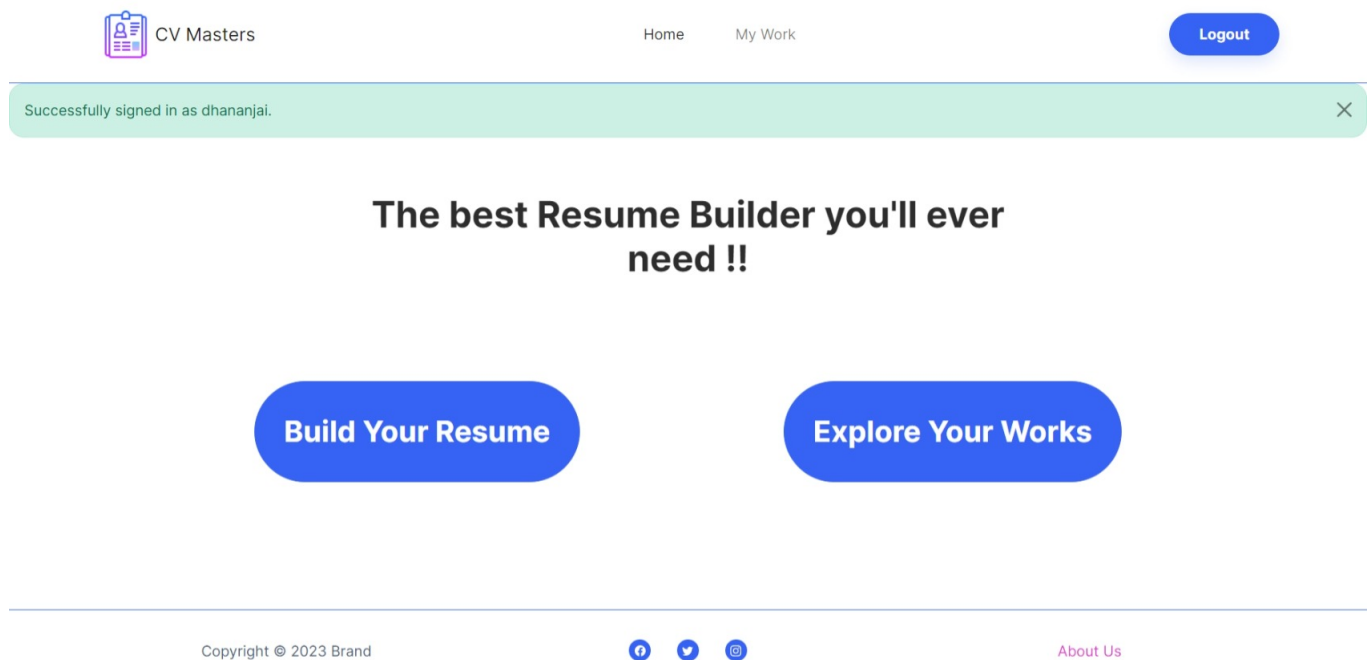 CV Masters
Home
My Work
Logout
Successfully signed in as dhananjai.
The best Resume Builder you'll ever
need !!
Build Your Resume
Explore Your Works
Copyright © 2023 Brand
About Us